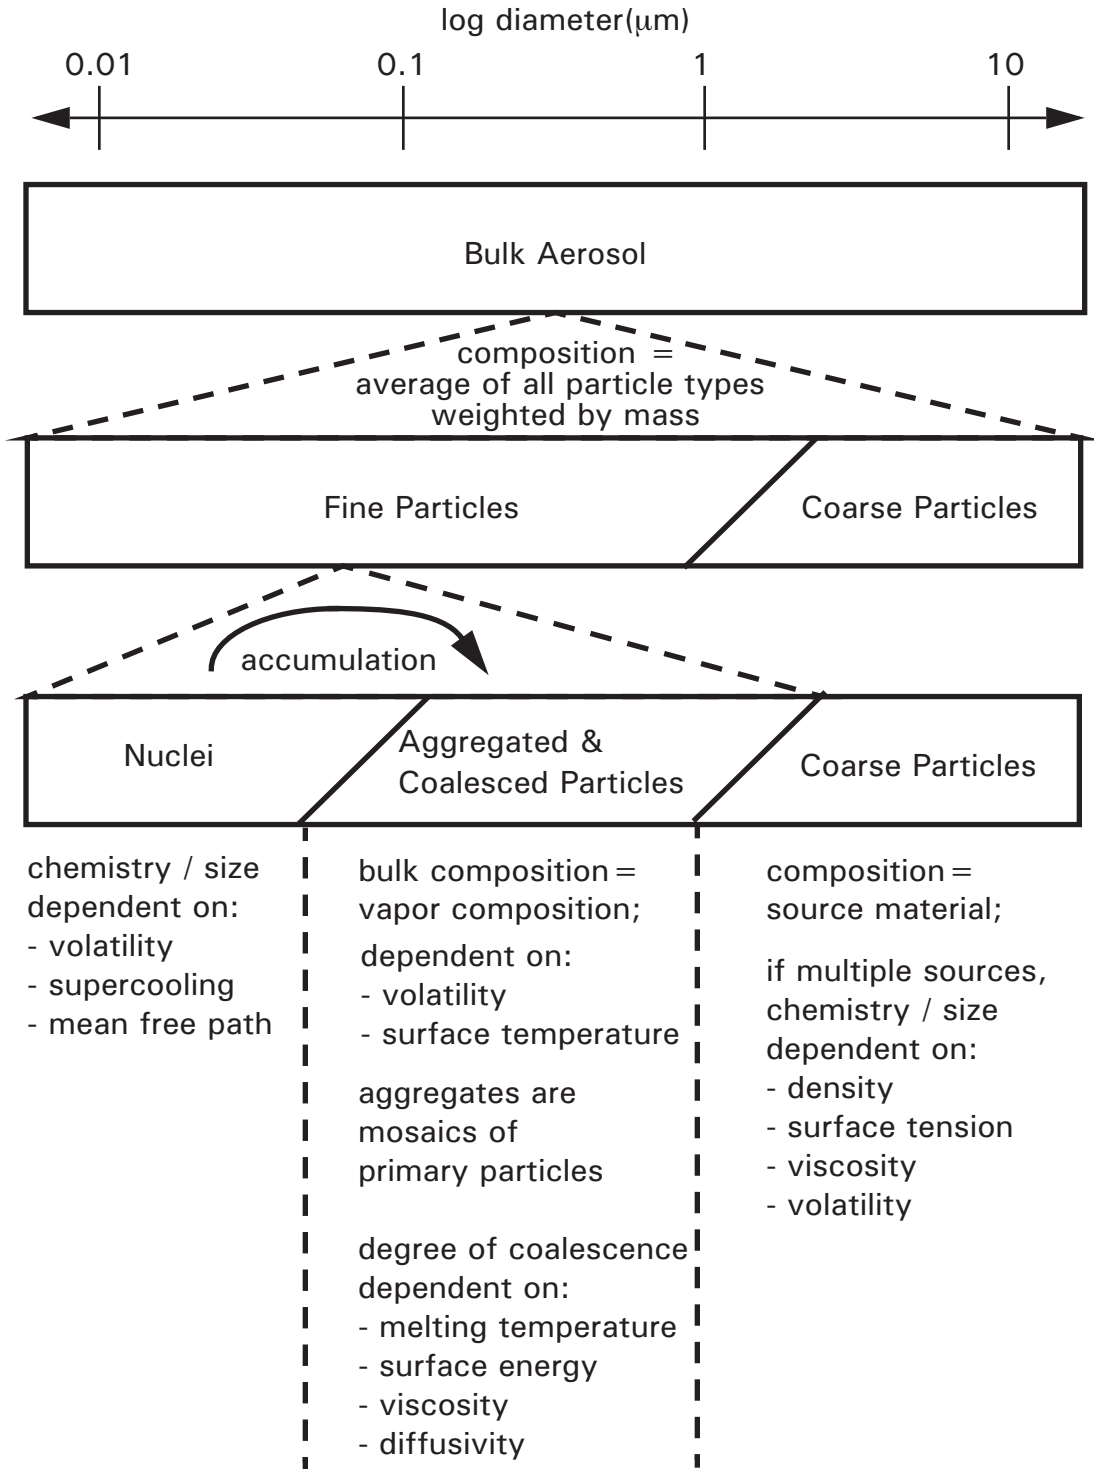 log diameter(μm)
0.01 0.1 1 10
Bulk Aerosol
composition =
average of all particle types
weighted by mass
Fine Particles
Coarse Particles
accumulation
Nuclei
Aggregated &
Coalesced Particles
Coarse Particles
chemistry / size
dependent on:
- volatility
- supercooling
- mean free path
bulk composition =
vapor composition;
dependent on:
- volatility
- surface temperature
aggregates are
mosaics of
primary particles
degree of coalescence
dependent on:
- melting temperature
- surface energy
- viscosity
- diffusivity
composition =
source material;
if multiple sources,
chemistry / size
dependent on:
- density
- surface tension
- viscosity
- volatility